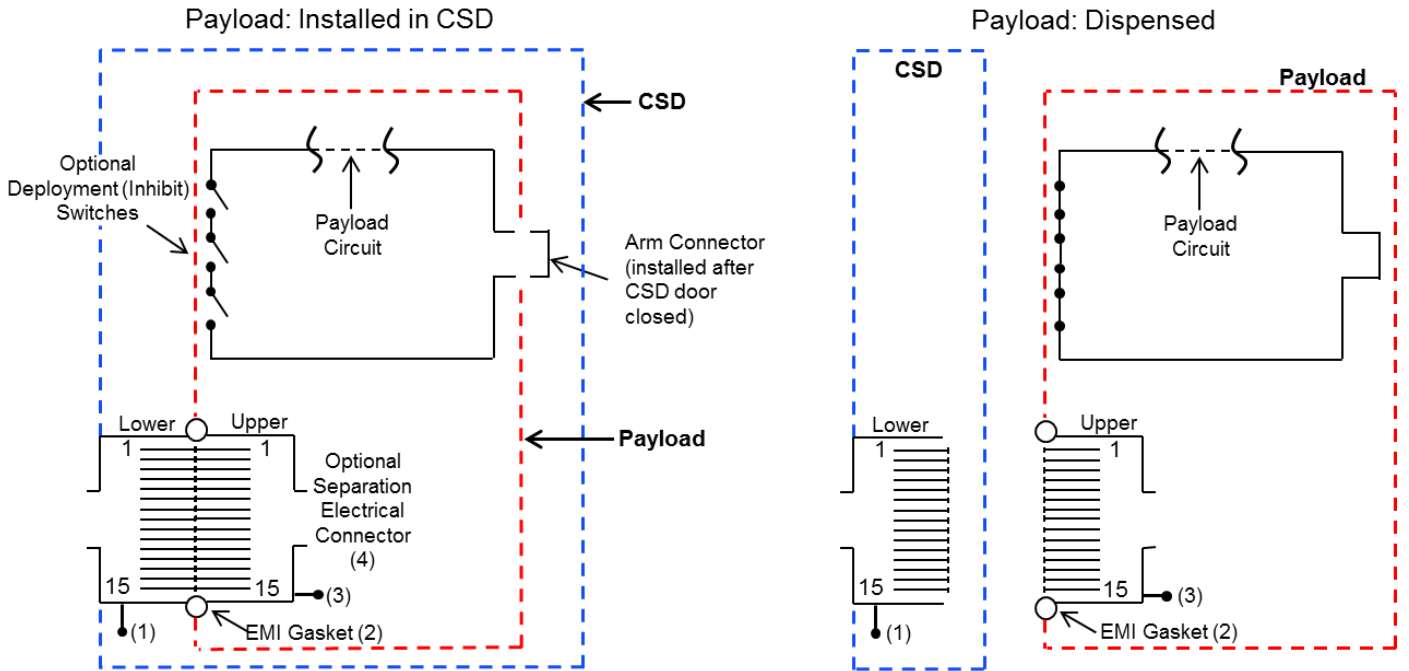 Payload: Installed in CSD
CSD
Optional
Deployment (Inhibit)
Switches
Payload
Circuit
Arm Connector
(installed after
CSD door
closed)
Lower
Upper
1
1
Payload
Optional
Separation
Electrical
Connector
(4)
15
15
(3)
(1)
EMI Gasket (2)
Payload: Dispensed
CSD
Payload
Payload
Circuit
Lower
Upper
1
1
15
15
(3)
(1)
EMI Gasket (2)